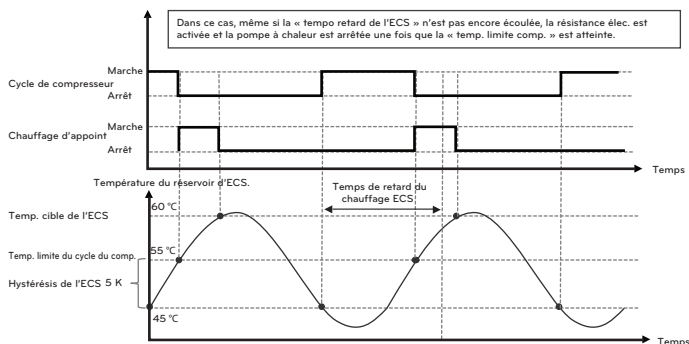 Dans ce cas, même si la « tempo retard de l'ECS » n'est pas encore écoulée, la résistance élec. est
activée et la pompe à chaleur est arrêtée une fois que la « temp. limite comp. » est atteinte.
Marche
Cycle de compresseur
Arrêt
Marche
Chauffage d'appoint
Arrêt
Temps
Température du réservoir d'ECS.
Temps de retard du
chauffage ECS
60 °C
Temp. cible de l'ECS
55 °C
Temp. limite du cycle du comp.
Hystérésis de l'ECS 5 K
45 °C
Temps